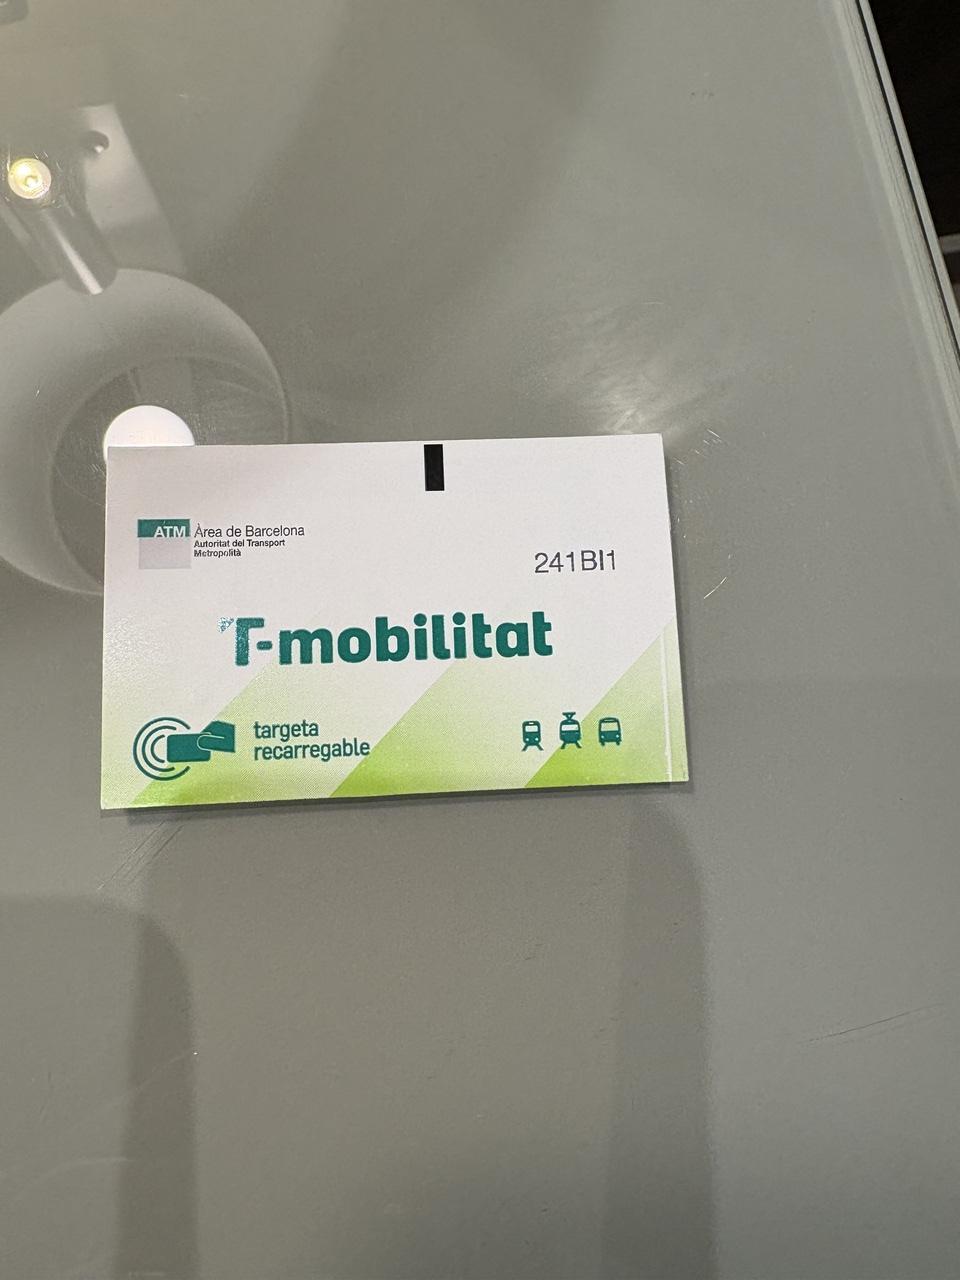 ATM Àrea de Barcelona
Autoritat del Transport
Metropolità
241BI1
T-mobilitat
targeta
recarregable